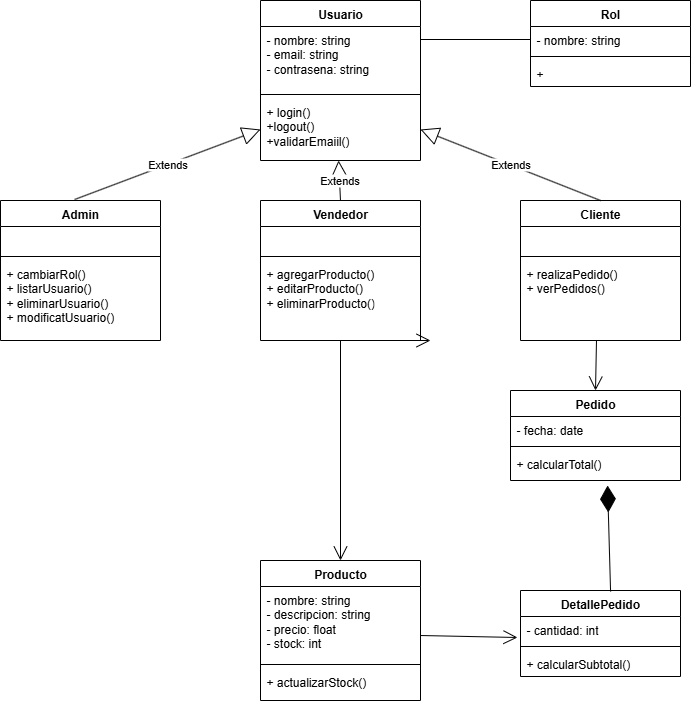 Usuario
- nombre: string
- email: string
- contrasena: string
+ login()
+logout()
+validarEmaiil()
Rol
- nombre: string
+
Extends
Extends
Extends
Admin
+ cambiarRol()
+ listarUsuario()
+ eliminarUsuario()
+ modificatUsuario()
Vendedor
+ agregarProducto()
+ editarProducto()
+ eliminarProducto()
Cliente
+ realizaPedido()
+ verPedidos()
Pedido
- fecha: date
+ calcularTotal()
Producto
- nombre: string
- descripcion: string
- precio: float
- stock: int
+ actualizarStock()
DetallePedido
- cantidad: int
+ calcularSubtotal()